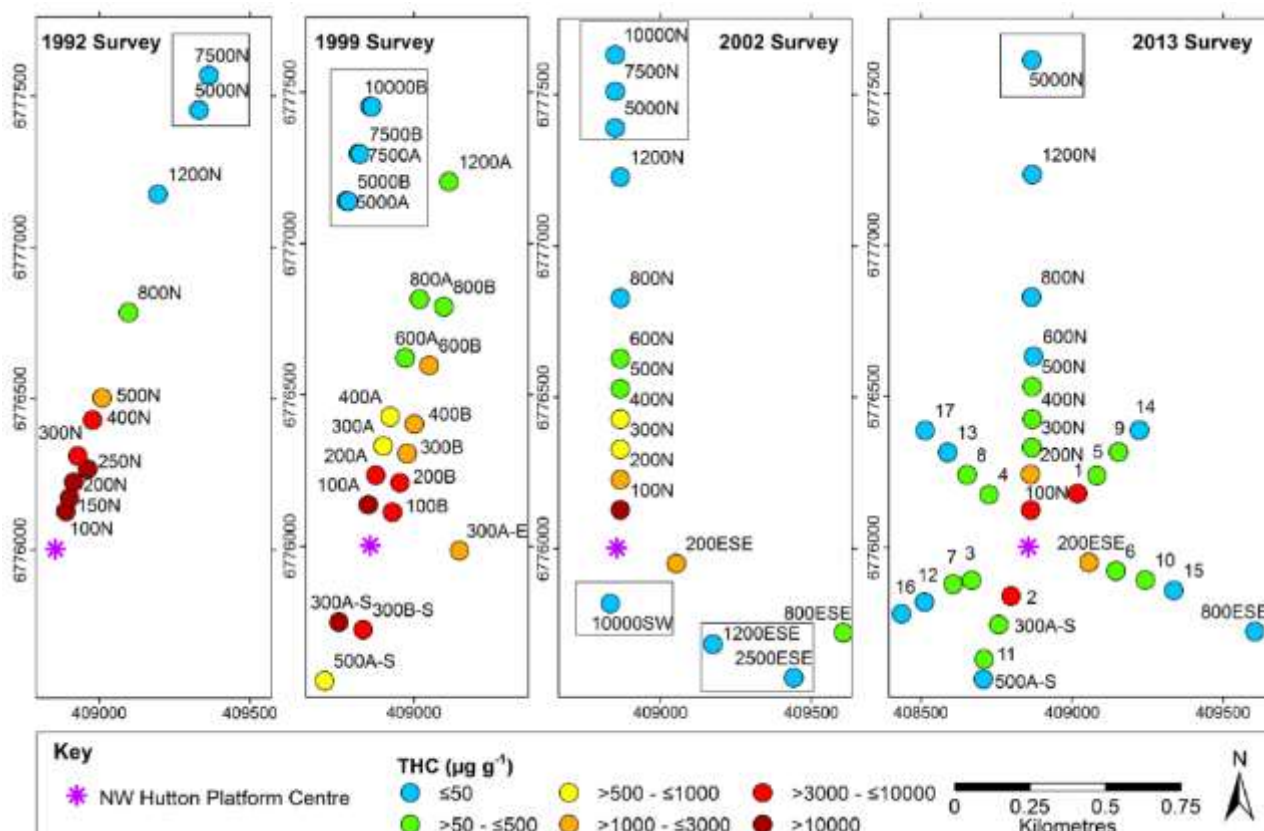 1992 Survey
7500N
5000N
1200N
800N
500N
400N
300N
250N
200N
150N
100N
6777500
6777000
6776500
6776000
409000
409500
1999 Survey
10000B
7500B
7500A
5000B
5000A
1200A
800A
800B
600A
600B
400A
400B
300A
300B
200A
200B
100A
100B
300A-E
300A-S
300B-S
500A-S
6777500
6777000
6776500
6776000
409000
2002 Survey
10000N
7500N
5000N
1200N
800N
600N
500N
400N
300N
200N
100N
200ESE
10000SW
800ESE
1200ESE
2500ESE
6777500
6777000
6776500
6776000
409000
409500
2013 Survey
5000N
1200N
800N
600N
500N
400N
300N
200N
100N
17
13
8
4
14
9
5
1
200ESE
6
10
15
800ESE
7
3
12
16
2
300A-S
11
500A-S
6777500
6777000
6776500
6776000
408500
409000
409500
Key
NW Hutton Platform Centre
THC (µg g⁻¹)
≤50
>50 - ≤500
>500 - ≤1000
>1000 - ≤3000
>3000 - ≤10000
>10000
0 0.25 0.5 0.75
Kilometres
N